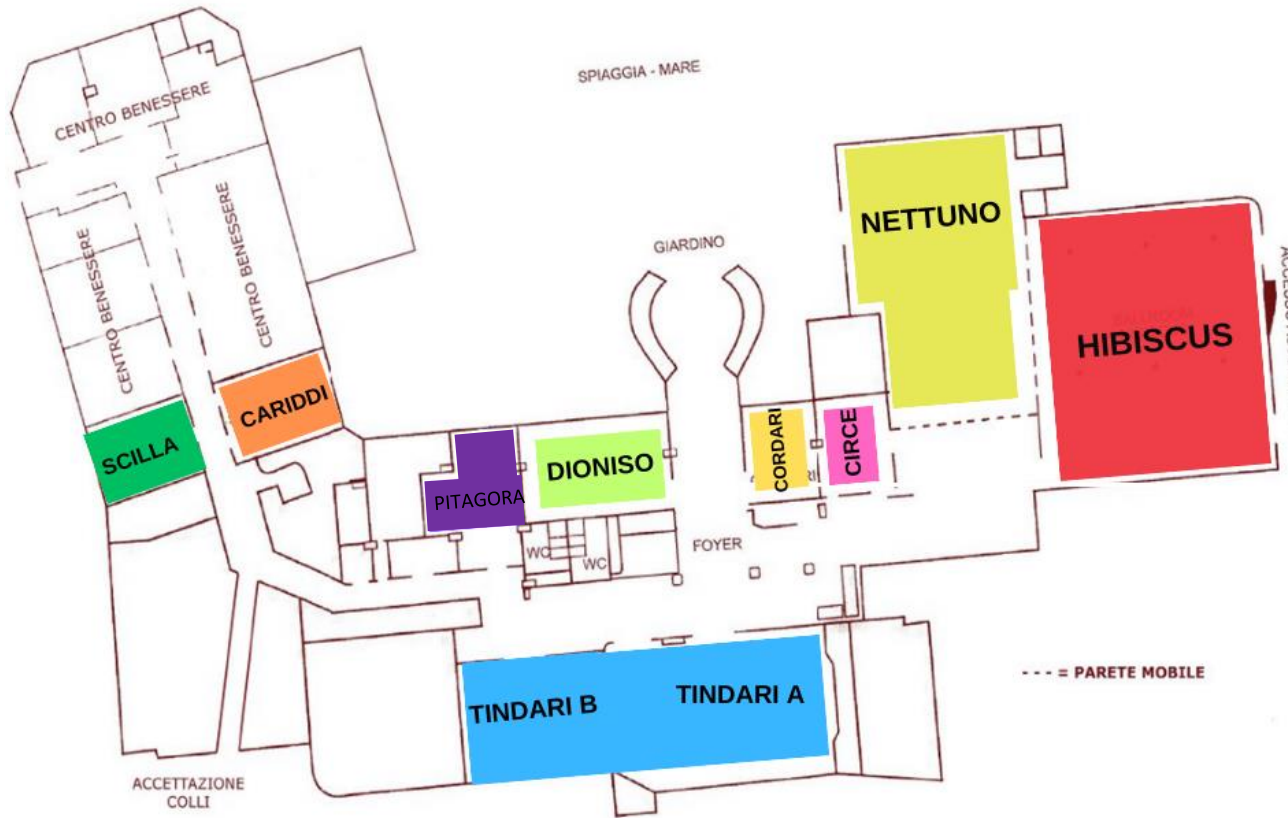 SPIAGGIA - MARE
CENTRO BENESSERE
NETTUNO
CENTRO BENESSERE
CENTRO BENESSERE
GIARDINO
HIBISCUS
CARIDDI
SCILLA
CORDARI
CIRCE
DIONISO
PITAGORA
WC
WC
FOYER
TINDARI B
TINDARI A
- - - = PARETE MOBILE
ACCETTAZIONE
COLLI